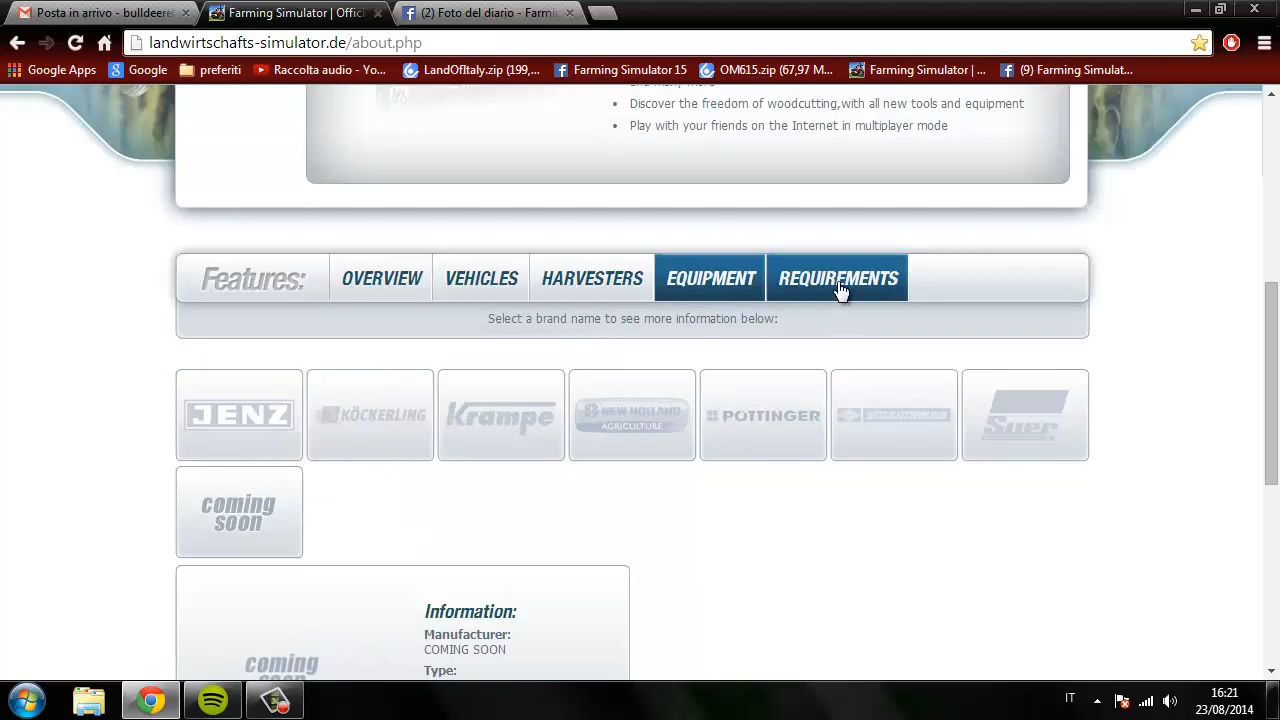 Posta in arrivo - bulldeere
Farming Simulator | Offici
(2) Foto del diario - Farmin
landwirtschafts-simulator.de/about.php
Google Apps
Google
preferiti
Raccolta audio - Yo...
LandOfItaly.zip (199,...
Farming Simulator 15
OM615.zip (67,97 M...
Farming Simulator | ...
(9) Farming Simulat...
and many more
Discover the freedom of woodcutting,with all new tools and equipment
Play with your friends on the Internet in multiplayer mode
Features:
OVERVIEW
VEHICLES
HARVESTERS
EQUIPMENT
REQUIREMENTS
Select a brand name to see more information below:
JENZ
KÖCKERLING
Krampe
NEW HOLLAND
AGRICULTURE
PÖTTINGER
Suer
coming
soon
Information:
Manufacturer:
COMING SOON
Type:
coming
IT
16:21
23/08/2014